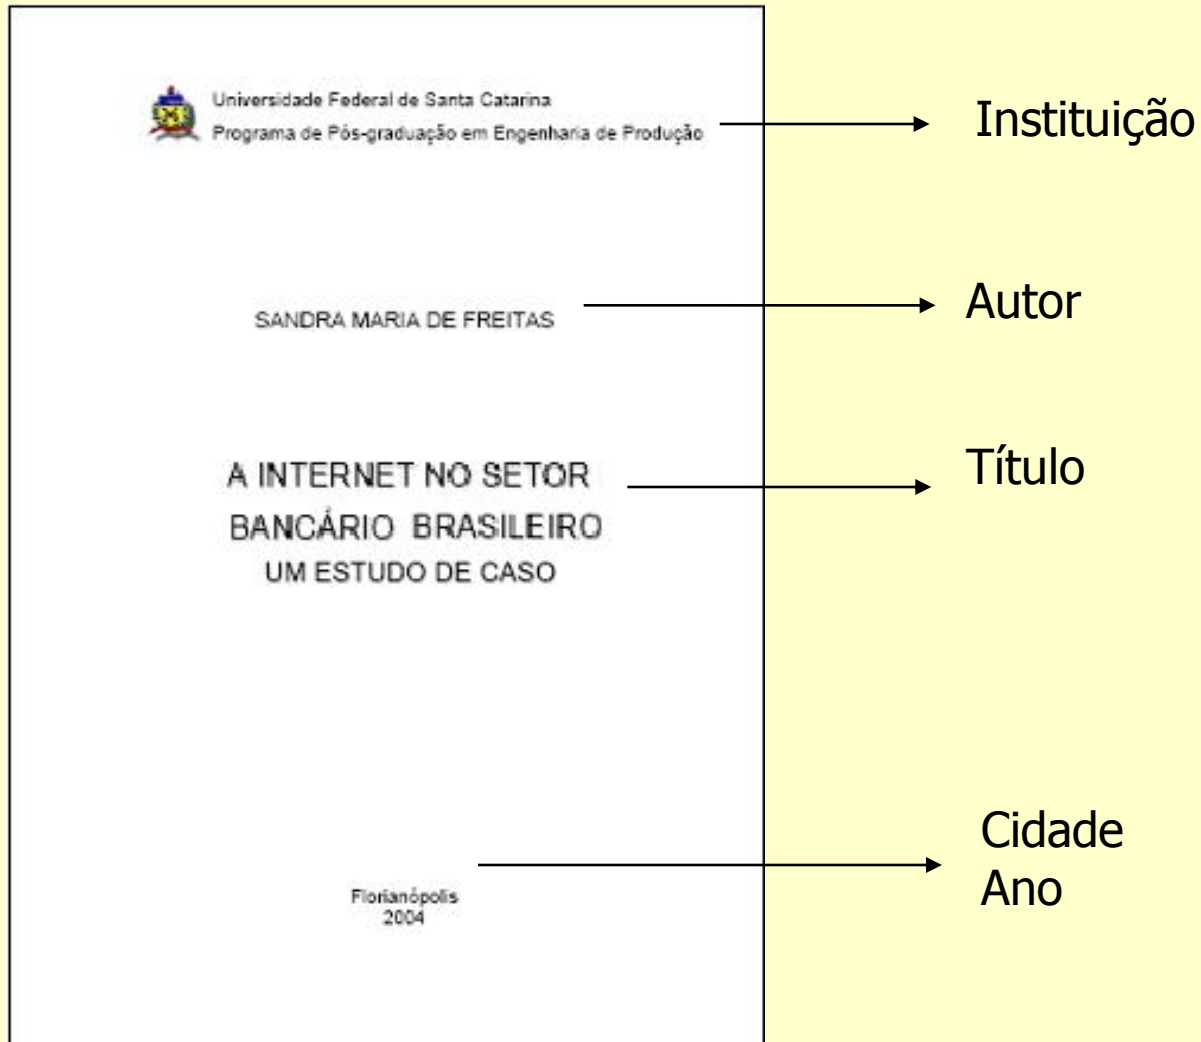 Universidade Federal de Santa Catarina
Programa de Pós-graduação em Engenharia de Produção
Instituição
SANDRA MARIA DE FREITAS
Autor
A INTERNET NO SETOR
BANCÁRIO BRASILEIRO
UM ESTUDO DE CASO
Título
Florianópolis
2004
Cidade
Ano